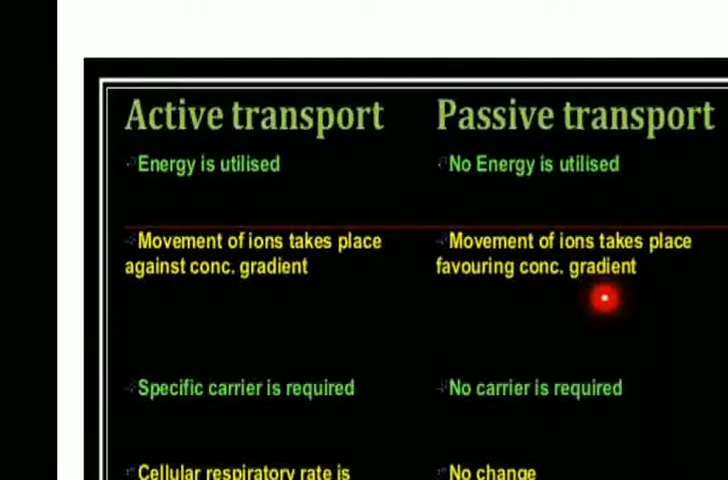 Active transport
Passive transport
Energy is utilised
No Energy is utilised
Movement of ions takes place
against conc. gradient
Movement of ions takes place
favouring conc. gradient
Specific carrier is required
No carrier is required
Cellular respiratory rate is
No change